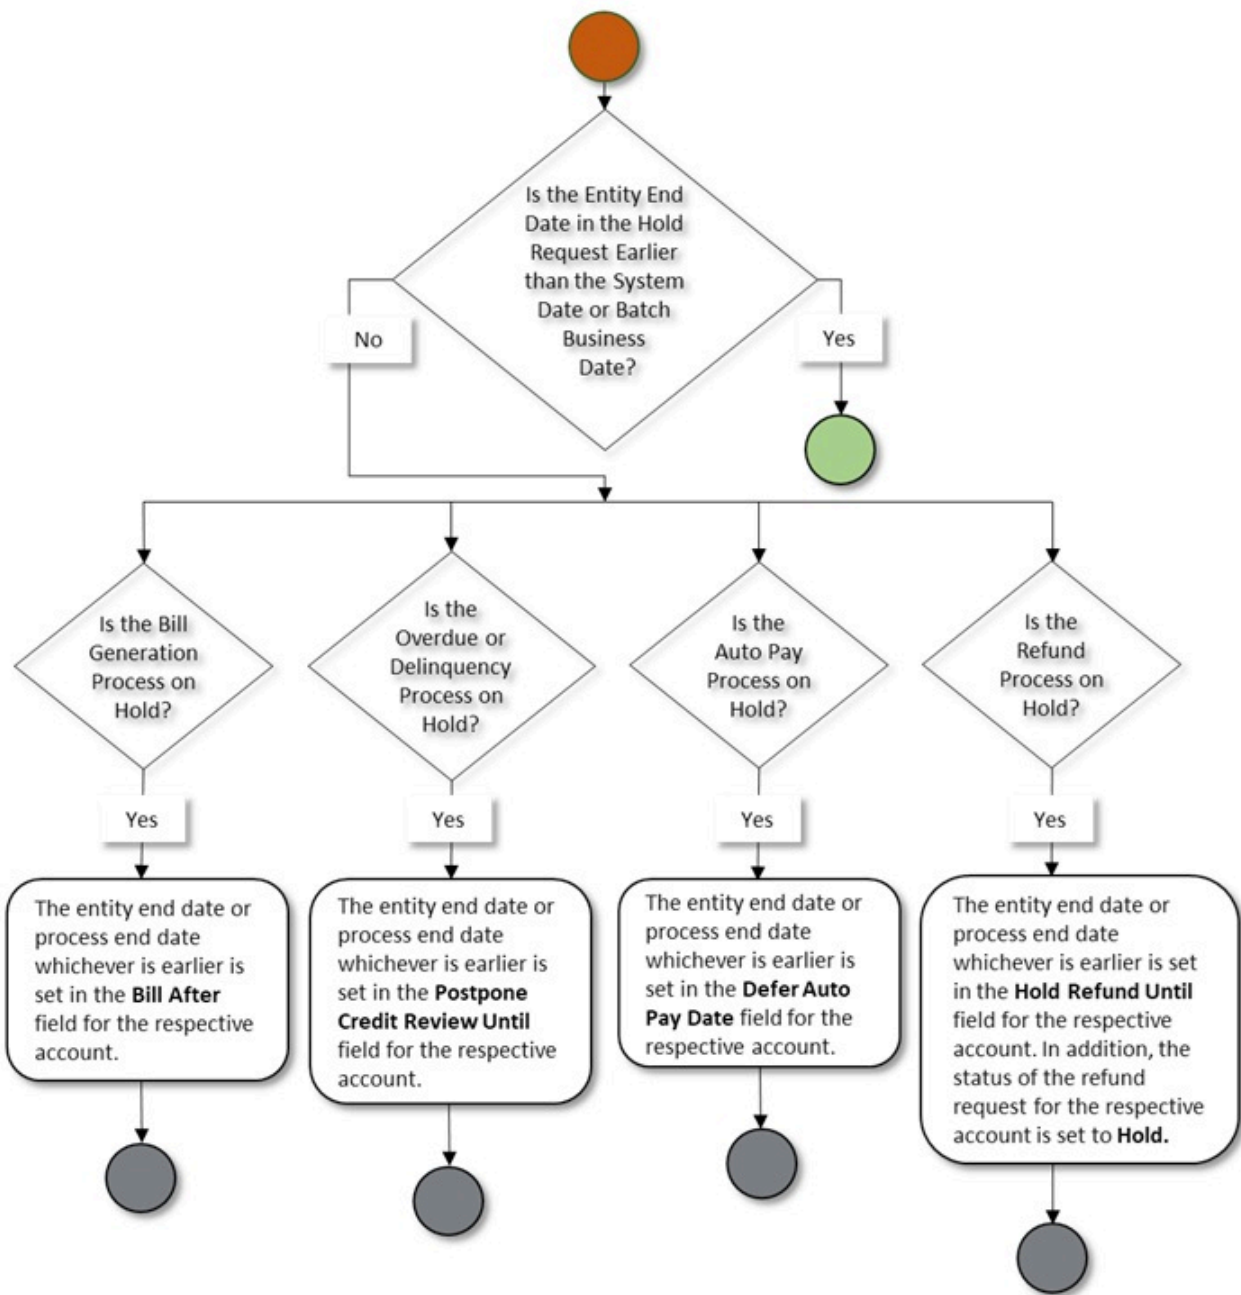 Is the Entity End
Date in the Hold
Request Earlier
than the System
Date or Batch
Business
Date?
No
Yes
Is the Bill
Generation
Process on
Hold?
Is the
Overdue or
Delinquency
Process on
Hold?
Is the
Auto Pay
Process on
Hold?
Is the
Refund
Process on
Hold?
Yes
Yes
Yes
Yes
The entity end date or
process end date
whichever is earlier is
set in the Bill After
field for the respective
account.
The entity end date or
process end date
whichever is earlier is
set in the Postpone
Credit Review Until
field for the respective
account.
The entity end date or
process end date
whichever is earlier is
set in the Defer Auto
Pay Date field for the
respective account.
The entity end date or
process end date
whichever is earlier is set
in the Hold Refund Until
field for the respective
account. In addition, the
status of the refund
request for the respective
account is set to Hold.